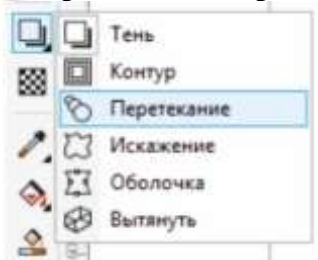 Тень
Контур
Перетекание
Искажение
Оболочка
Вытянуть